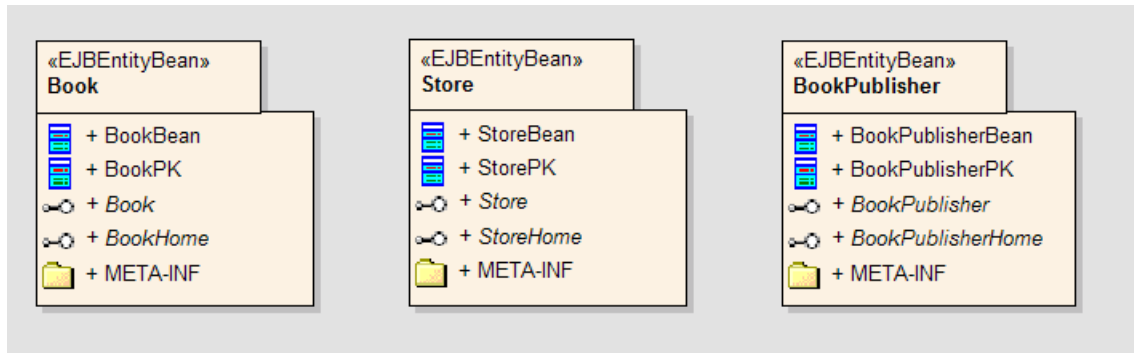 «EJBEntityBean»
Book
+ BookBean
+ BookPK
+ Book
+ BookHome
+ META-INF
«EJBEntityBean»
Store
+ StoreBean
+ StorePK
+ Store
+ StoreHome
+ META-INF
«EJBEntityBean»
BookPublisher
+ BookPublisherBean
+ BookPublisherPK
+ BookPublisher
+ BookPublisherHome
+ META-INF